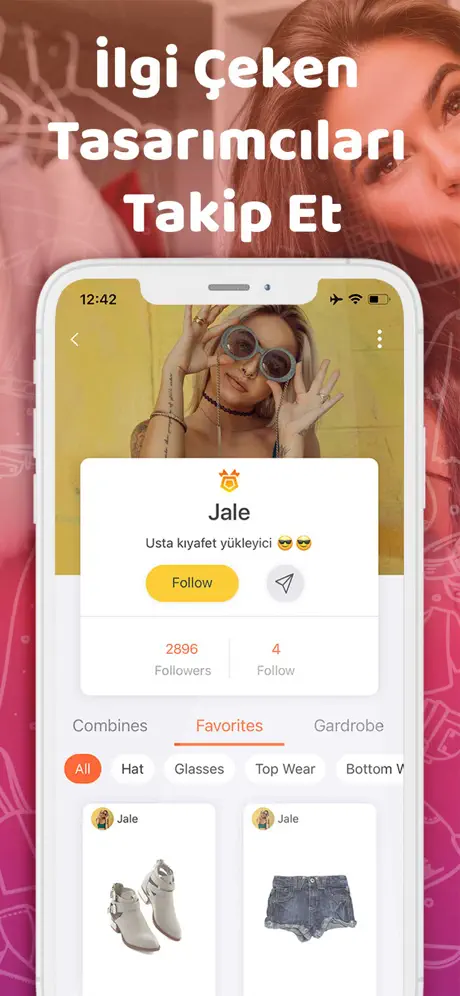 İlgi Çeken
Tasarımcıları
Takip Et
12:42
Jale
Usta kıyafet yükleyici 😎😎
Follow
2896 4
Followers Follow
Combines Favorites Gardrobe
All Hat Glasses Top Wear Bottom W
Jale Jale